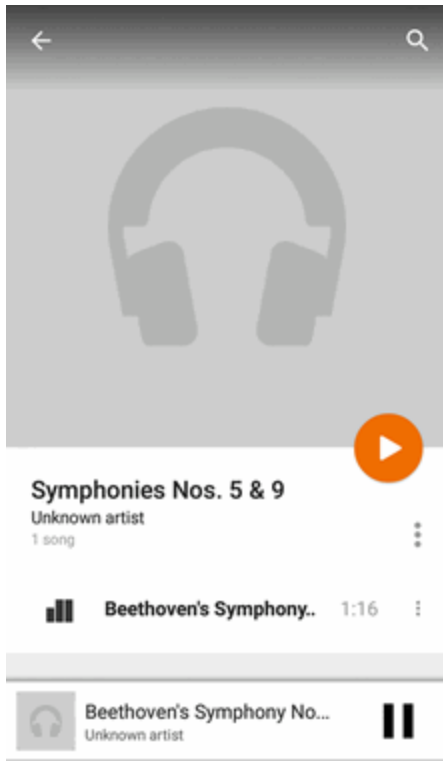 Symphonies Nos. 5 & 9
Unknown artist
1 song
Beethoven's Symphony.. 1:16
Beethoven's Symphony No...
Unknown artist